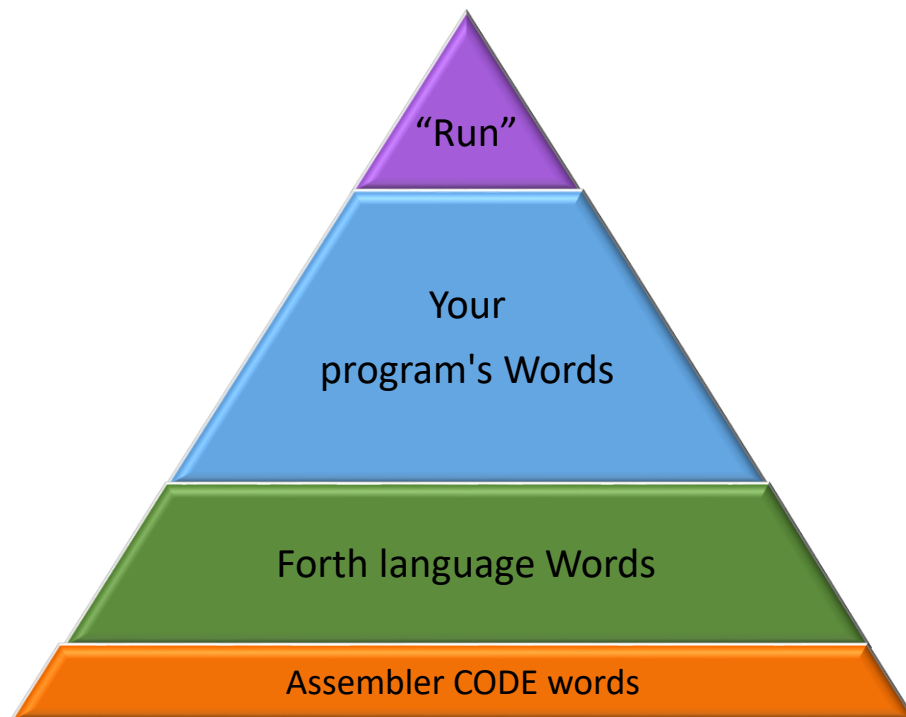 “Run”
Your
program's Words
Forth language Words
Assembler CODE words